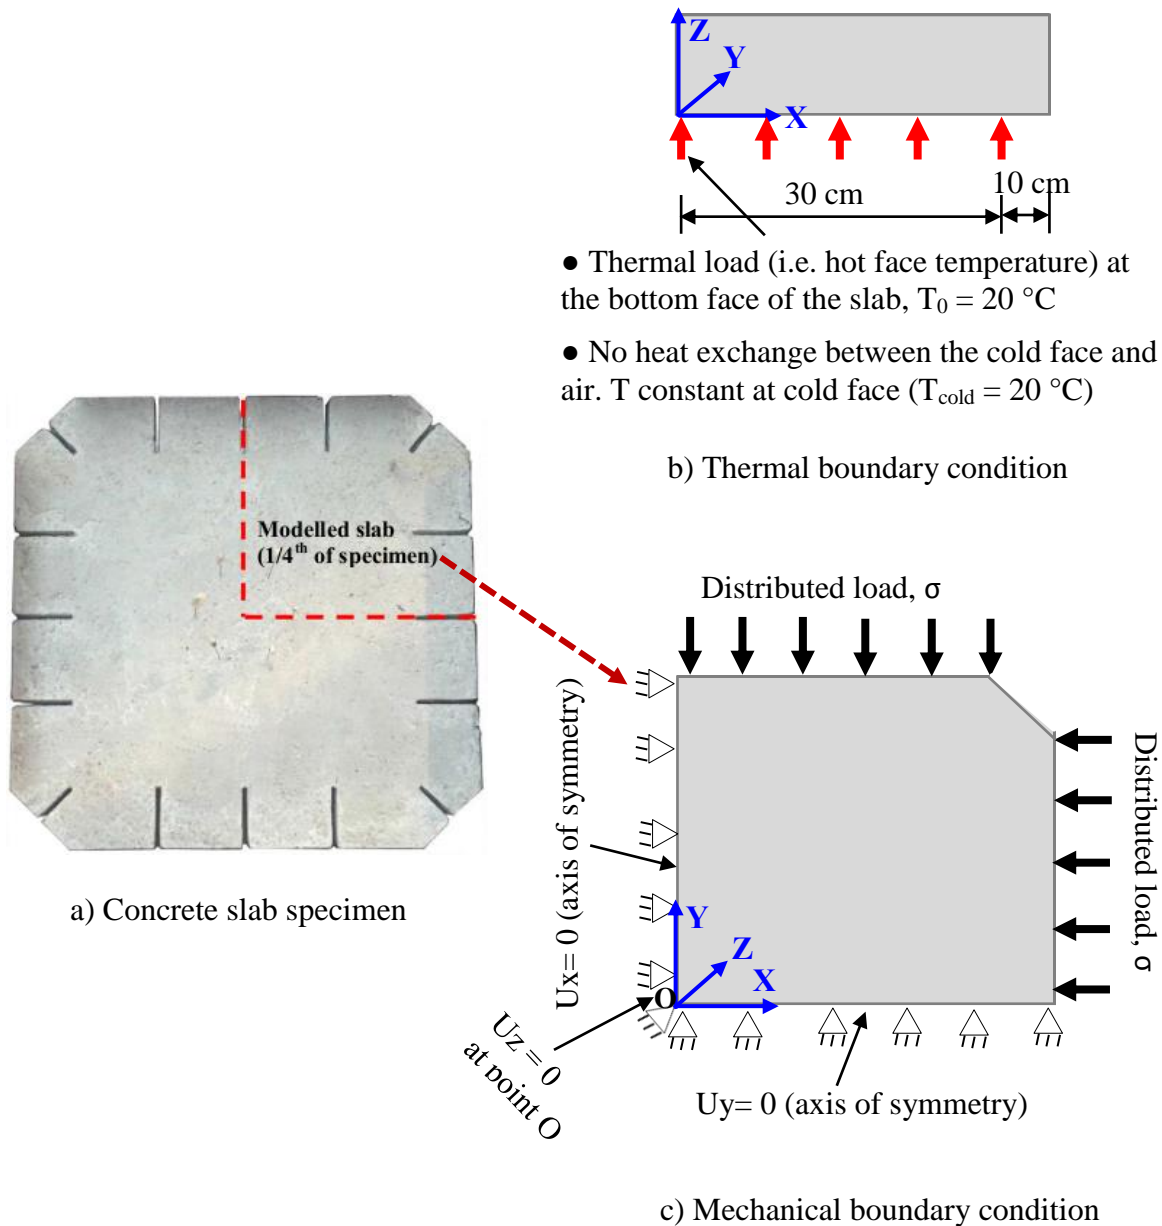 Z
Y
X
30 cm
10 cm
● Thermal load (i.e. hot face temperature) at
the bottom face of the slab, T₀ = 20 °C
● No heat exchange between the cold face and
air. T constant at cold face (T_cold = 20 °C)
b) Thermal boundary condition
Modelled slab
(1/4ᵗʰ of specimen)
a) Concrete slab specimen
Distributed load, σ
Distributed load, σ
Ux= 0 (axis of symmetry)
Y
Z
X
O
Uz = 0
at point O
Uy= 0 (axis of symmetry)
c) Mechanical boundary condition